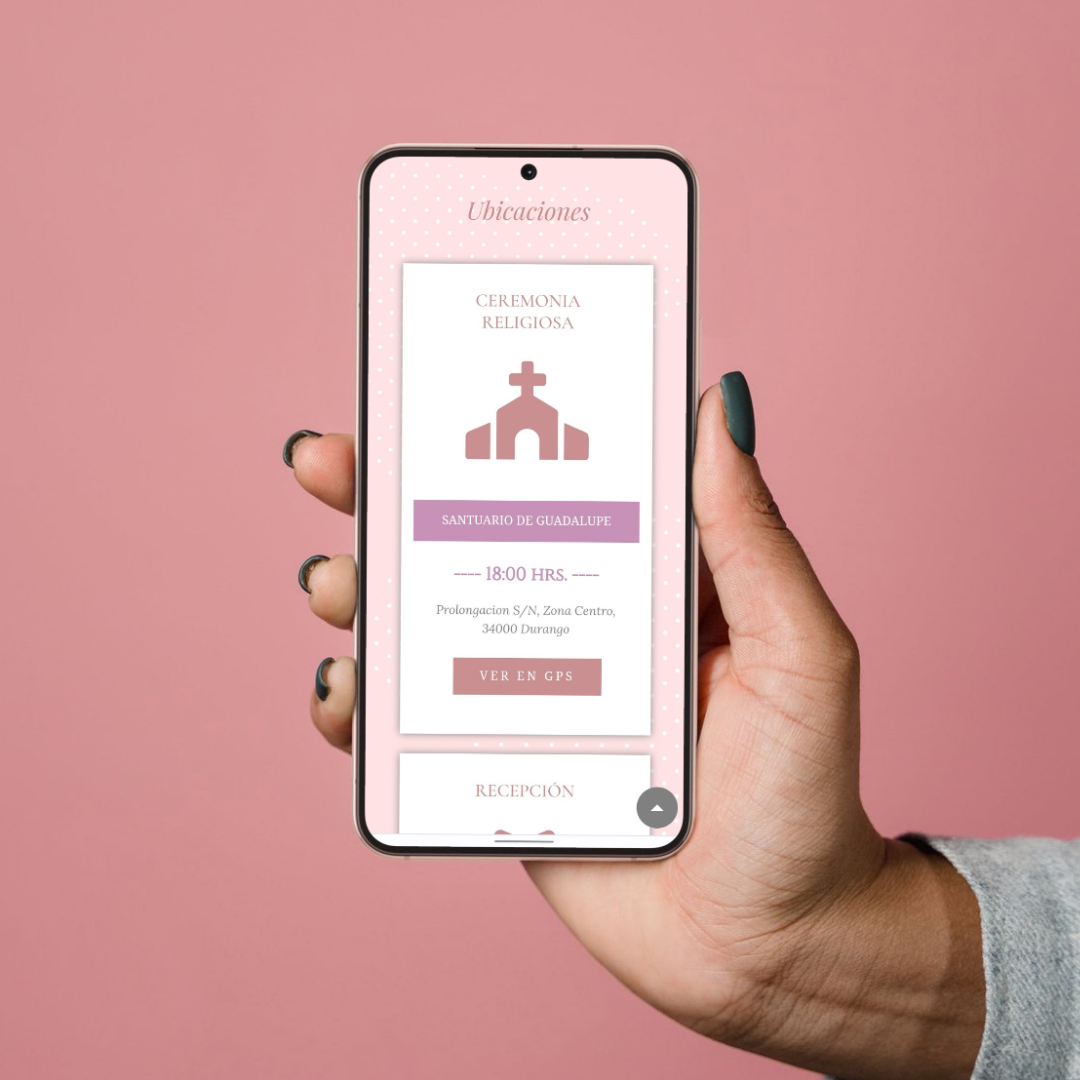 Ubicaciones
CEREMONIA
RELIGIOSA
SANTUARIO DE GUADALUPE
---- 18:00 HRS. ----
Prolongacion S/N, Zona Centro,
34000 Durango
VER EN GPS
RECEPCIÓN